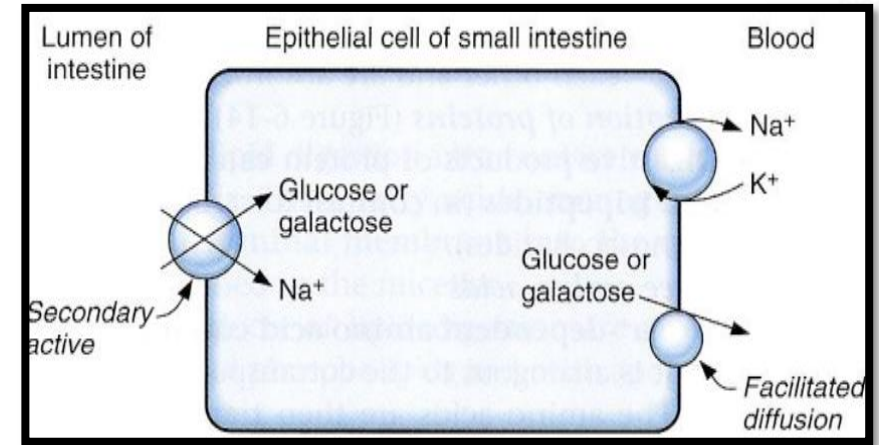 Lumen of
intestine
Epithelial cell of small intestine
Blood
Na⁺
K⁺
Glucose or
galactose
Na⁺
Secondary
active
Glucose or
galactose
Facilitated
diffusion